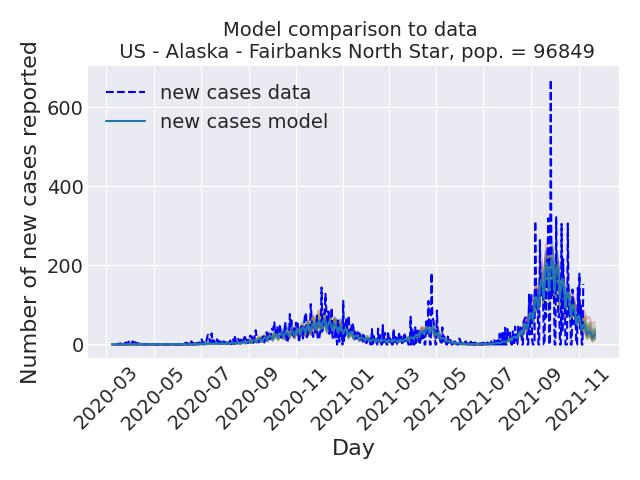 Model comparison to data
US - Alaska - Fairbanks North Star, pop. = 96849
Number of new cases reported
600
400
200
0
new cases data
new cases model
2020-03
2020-05
2020-07
2020-09
2020-11
2021-01
2021-03
2021-05
2021-07
2021-09
2021-11
Day